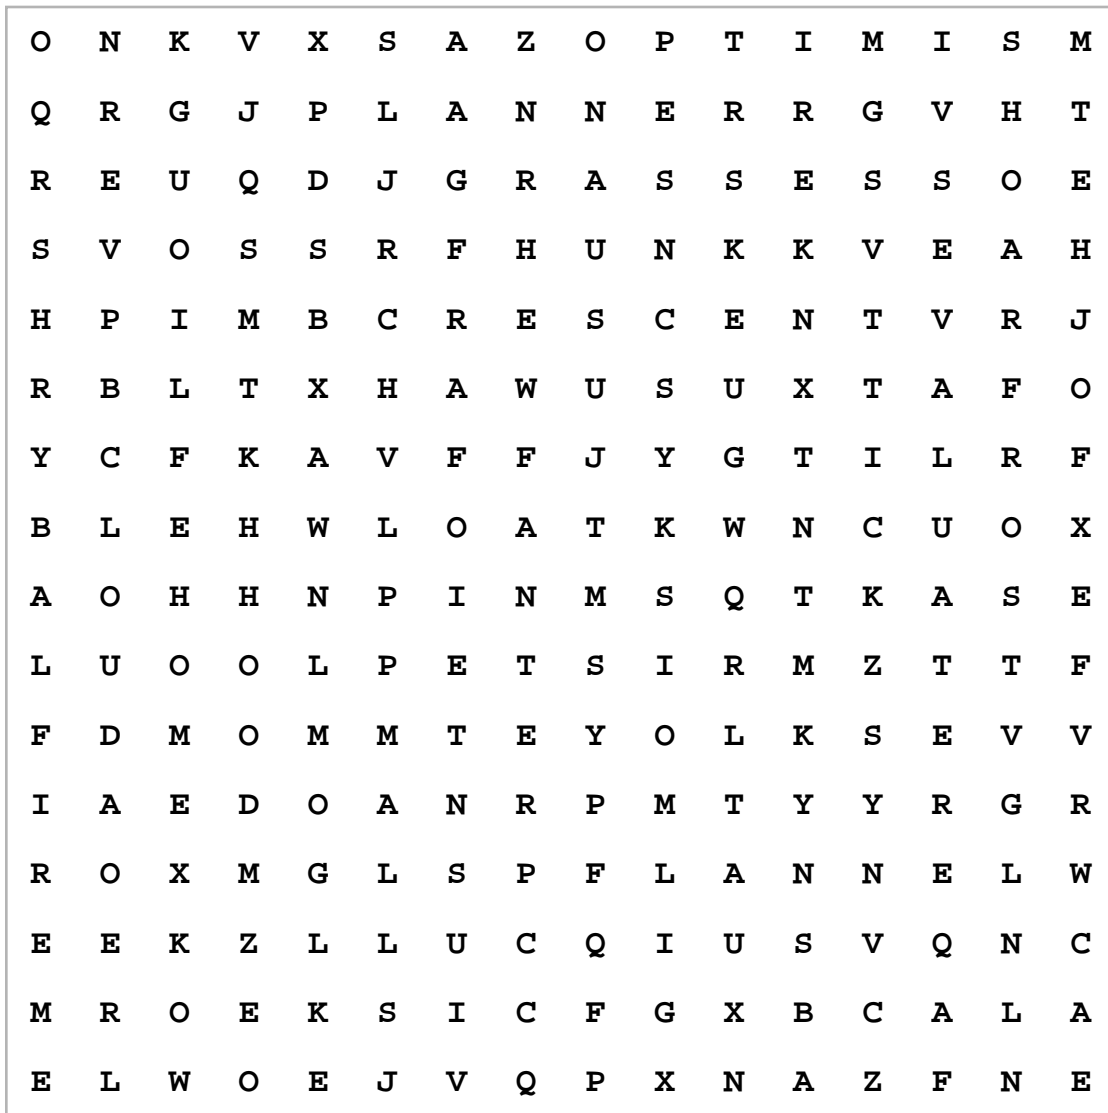 O N K V X S A Z O P T I M I S M
Q R G J P L A N N E R R G V H T
R E U Q D J G R A S S E S S O E
S V O S S R F H U N K K V E A H
H P I M B C R E S C E N T V R J
R B L T X H A W U S U X T A F O
Y C F K A V F F J Y G T I L R F
B L E H W L O A T K W N C U O X
A O H H N P I N M S Q T K A S E
L U O O L P E T S I R M Z T T F
F D M O M M T E Y O L K S E V V
I A E D O A N R P M T Y Y R G R
R O X M G L S P F L A N N E L W
E E K Z L L U C Q I U S V Q N C
M R O E K S I C F G X B C A L A
E L W O E J V Q P X N A Z F N E